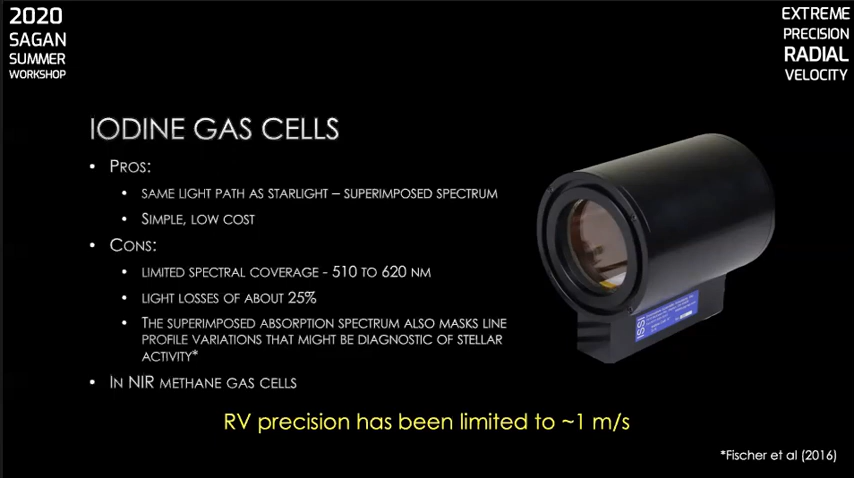 2020
SAGAN
SUMMER
WORKSHOP
EXTREME
PRECISION
RADIAL
VELOCITY
IODINE GAS CELLS
• PROS:
• SAME LIGHT PATH AS STARLIGHT – SUPERIMPOSED SPECTRUM
• SIMPLE, LOW COST
• CONS:
• LIMITED SPECTRAL COVERAGE - 510 TO 620 NM
• LIGHT LOSSES OF ABOUT 25%
• THE SUPERIMPOSED ABSORPTION SPECTRUM ALSO MASKS LINE
PROFILE VARIATIONS THAT MIGHT BE DIAGNOSTIC OF STELLAR
ACTIVITY*
• IN NIR METHANE GAS CELLS
ISSI
RV precision has been limited to ~1 m/s
*Fischer et al (2016)